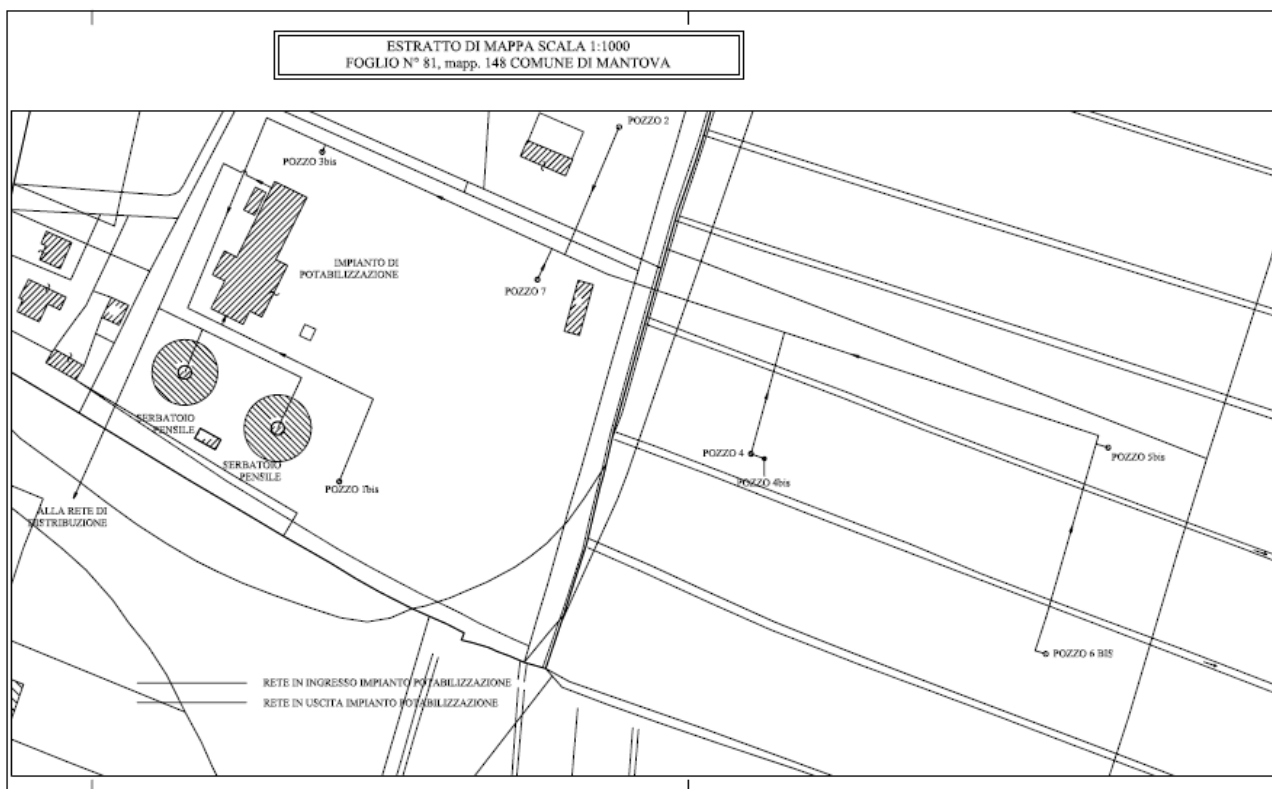 ESTRATTO DI MAPPA SCALA 1:1000
FOGLIO N° 81, mapp. 148 COMUNE DI MANTOVA
POZZO 2
POZZO 3bis
IMPIANTO DI
POTABILIZZAZIONE
POZZO 7
SERBATOIO
PENSILE
SERBATOIO
PENSILE
POZZO 1bis
POZZO 4
POZZO 4bis
POZZO 5bis
ALLA RETE DI
DISTRIBUZIONE
POZZO 6 BIS
RETE IN INGRESSO IMPIANTO POTABILIZZAZIONE
RETE IN USCITA IMPIANTO POTABILIZZAZIONE